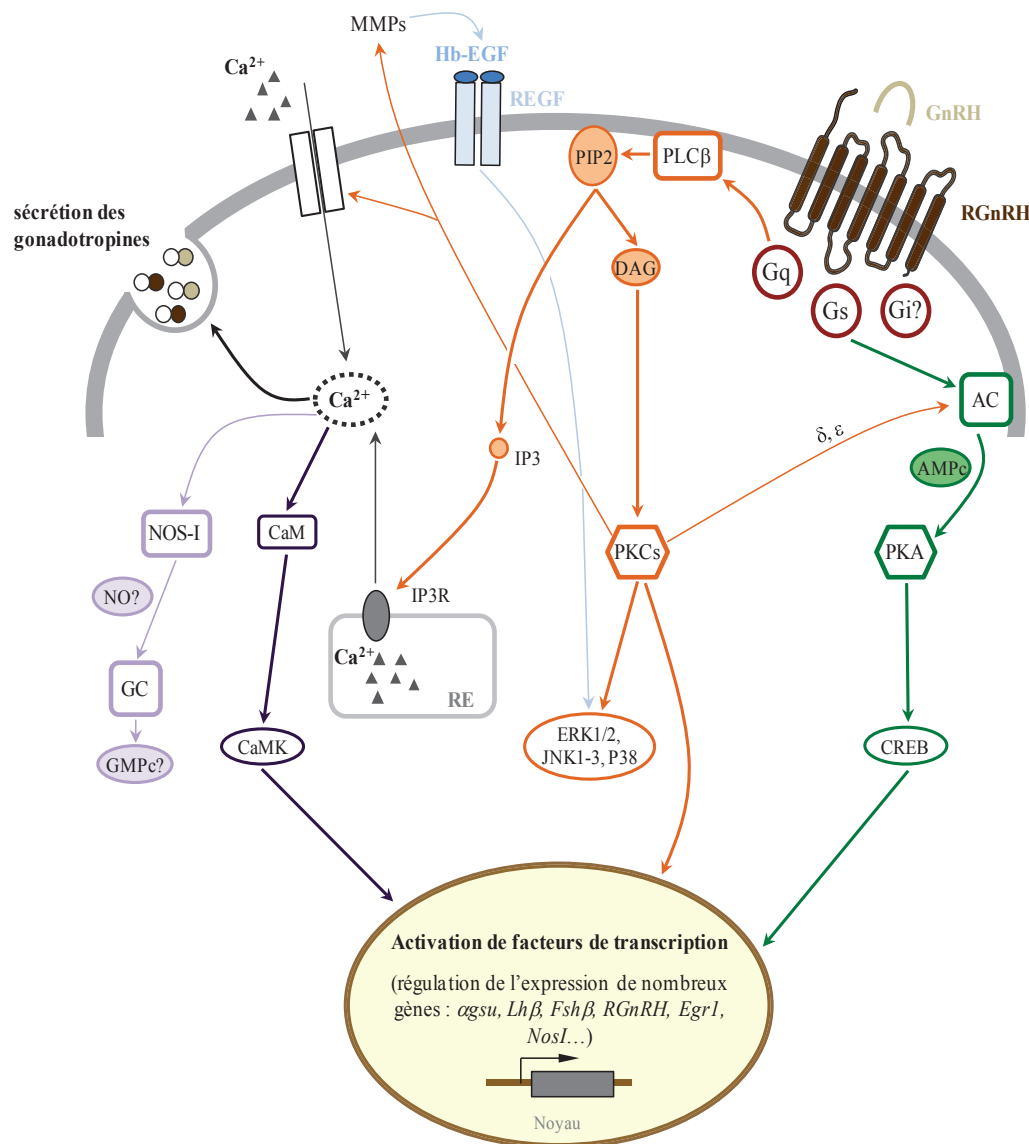 MMPs
Ca2+
Hb-EGF
REGF
GnRH
PIP2
PLCβ
RGnRH
sécrétion des
gonadotropines
DAG
Gq
Gs
Gi?
Ca2+
AC
δ, ε
IP3
AMPc
NOS-I
CaM
PKCs
PKA
NO?
IP3R
Ca2+
GC
RE
ERK1/2,
JNK1-3, P38
CaMK
CREB
GMPc?
Activation de facteurs de transcription
(régulation de l’expression de nombreux
gènes : αgsu, Lhβ, Fshβ, RGnRH, Egr1,
NosI…)
Noyau